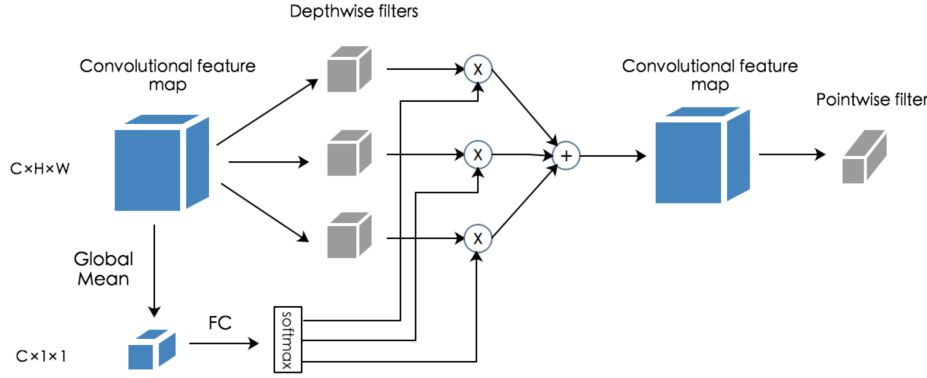 Depthwise filters
Convolutional feature
map
Convolutional feature
map
Pointwise filter
C×H×W
X
X
+
X
Global
Mean
FC
softmax
C×1×1